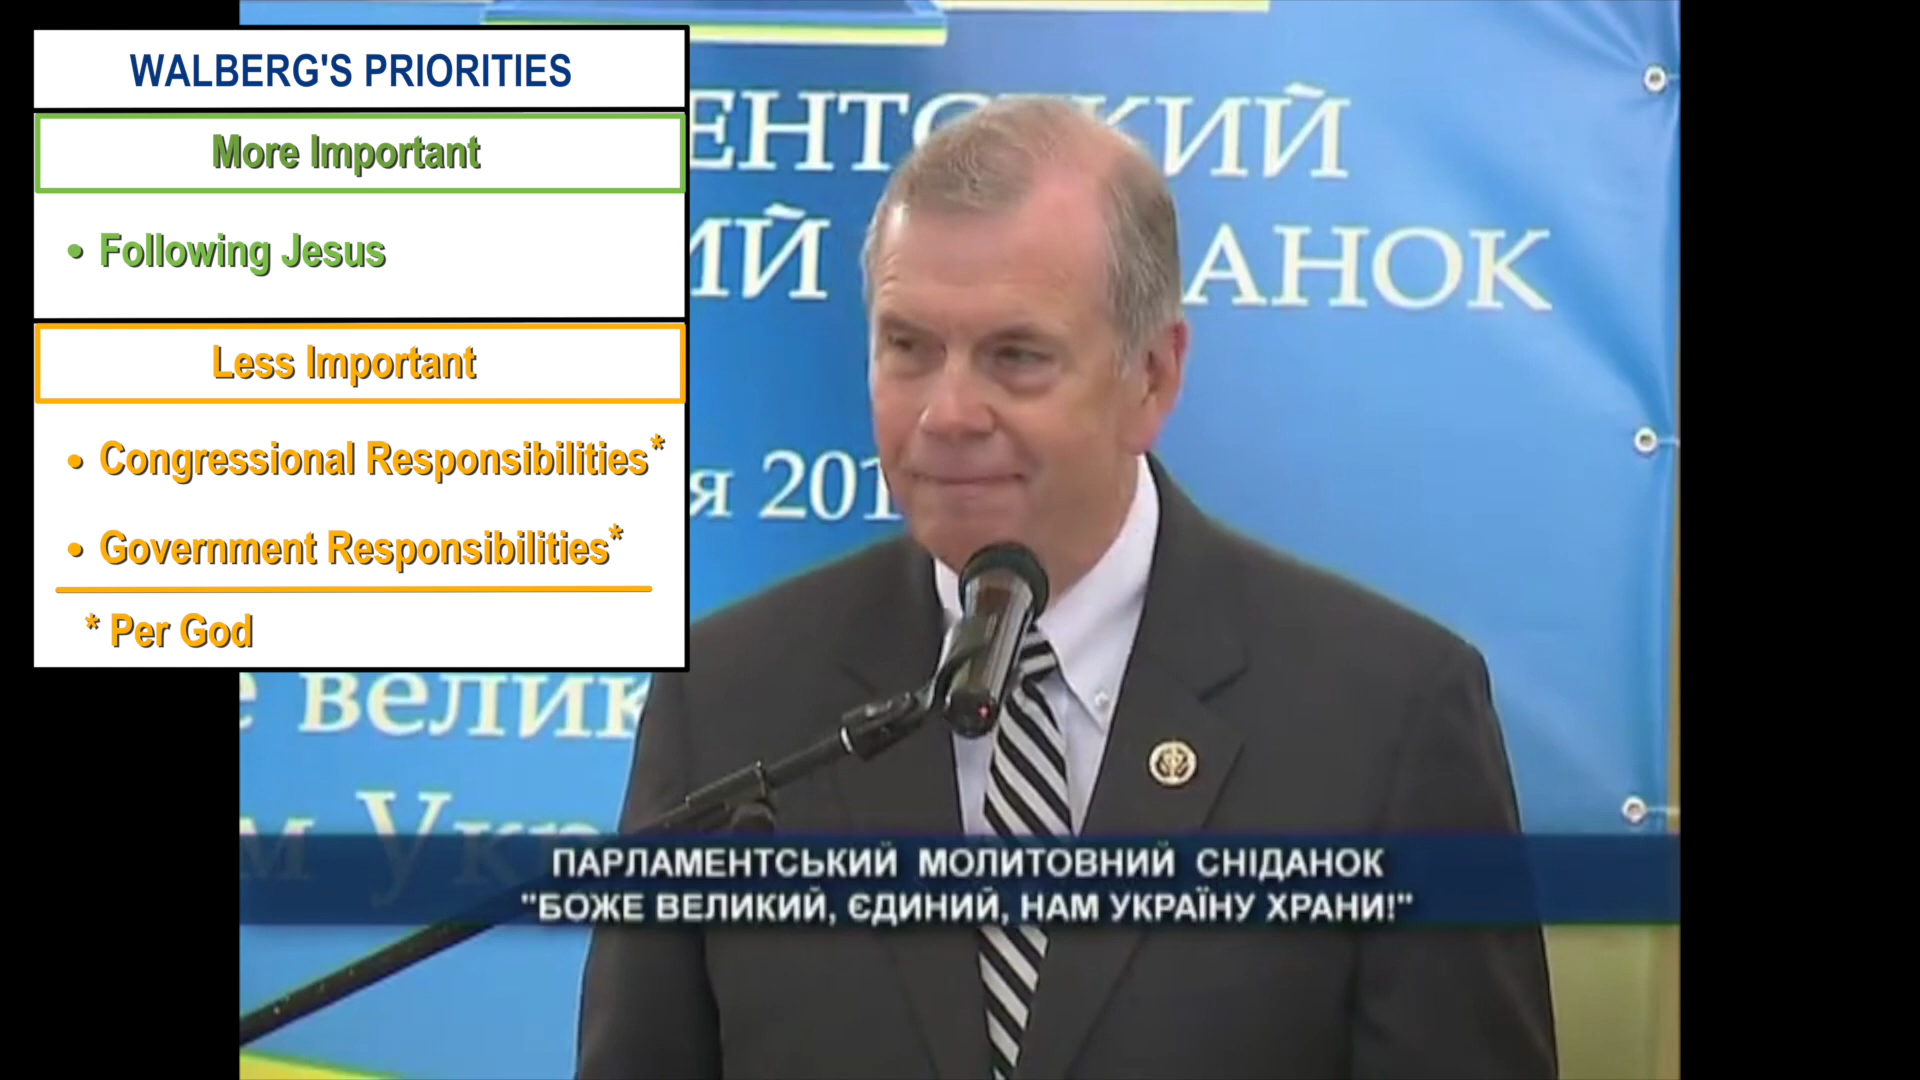 WALBERG'S PRIORITIES
More Important
• Following Jesus
Less Important
• Congressional Responsibilities*
• Government Responsibilities*
* Per God
ПАРЛАМЕНТСЬКИЙ МОЛИТОВНИЙ СНІДАНОК
"БОЖЕ ВЕЛИКИЙ, ЄДИНИЙ, НАМ УКРАЇНУ ХРАНИ!"